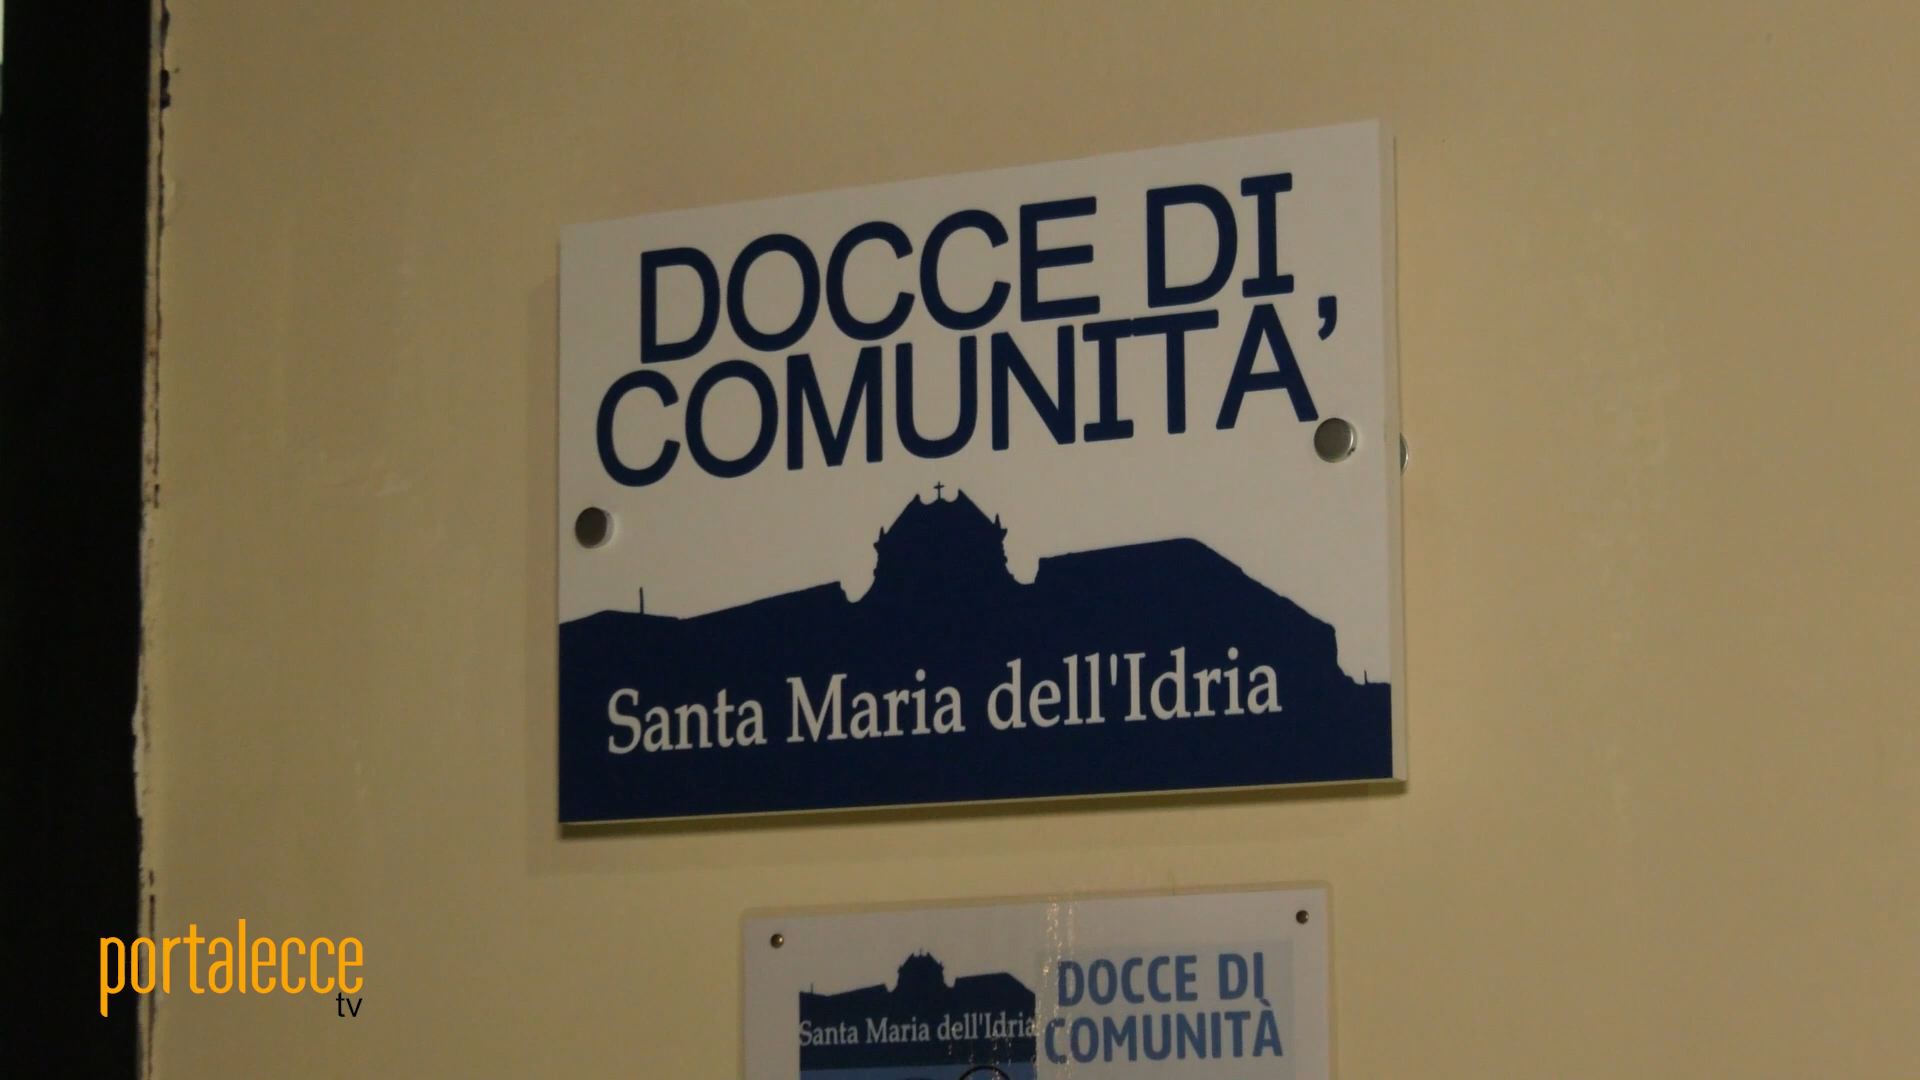 DOCCE DI
COMUNITA’
Santa Maria dell'Idria
Santa Maria dell'Idria
DOCCE DI
COMUNITÀ
portalecce
tv